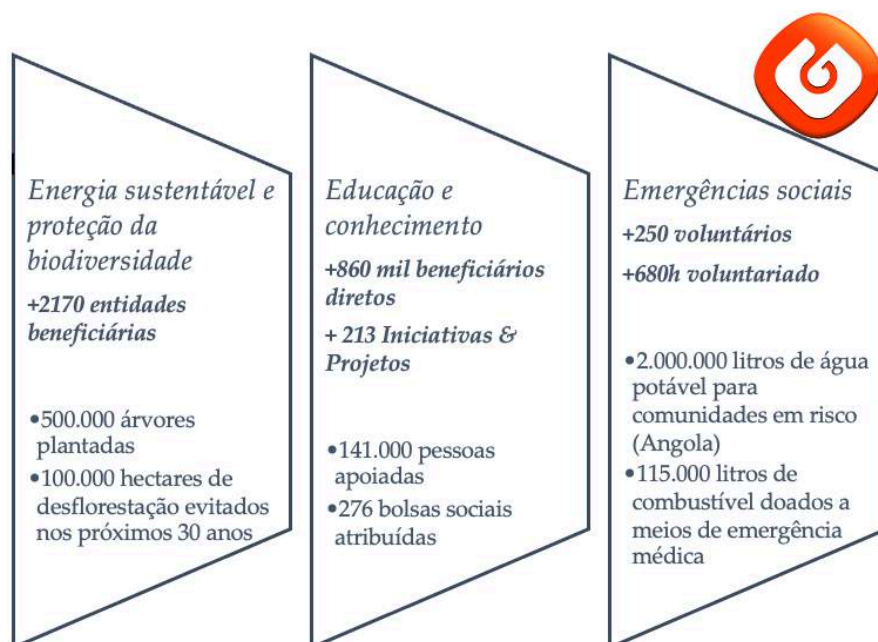 Energia sustentável e
proteção da
biodiversidade
+2170 entidades
beneficiárias
•500.000 árvores
plantadas
•100.000 hectares de
desflorestação evitados
nos próximos 30 anos
Educação e
conhecimento
+860 mil beneficiários
diretos
+ 213 Iniciativas &
Projetos
•141.000 pessoas
apoiadas
•276 bolsas sociais
atribuídas
Emergências sociais
+250 voluntários
+680h voluntariado
•2.000.000 litros de água
potável para
comunidades em risco
(Angola)
•115.000 litros de
combustível doados a
meios de emergência
médica